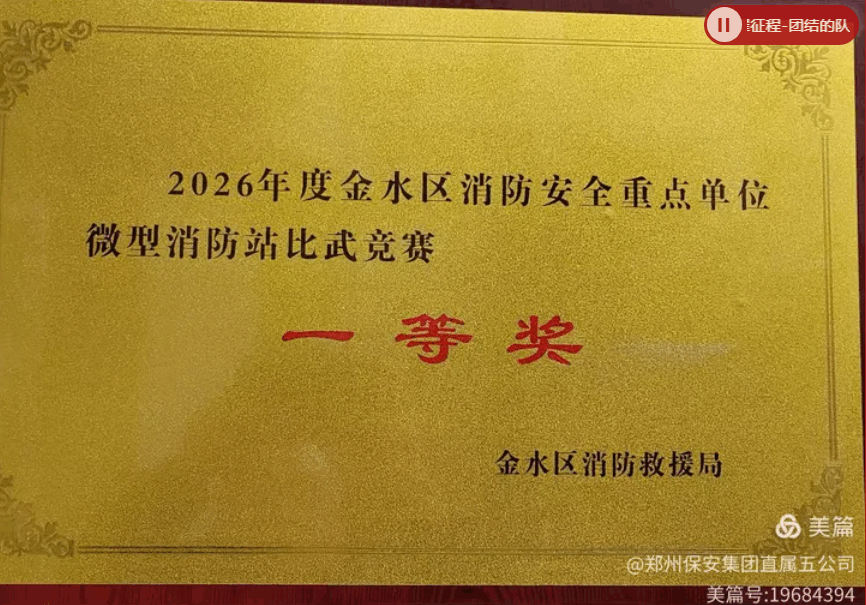 征程-团结的队
2026年度金水区消防安全重点单位
微型消防站比武竞赛
一等奖
金水区消防救援局
美篇
@郑州保安集团直属五公司
美篇号:19684394